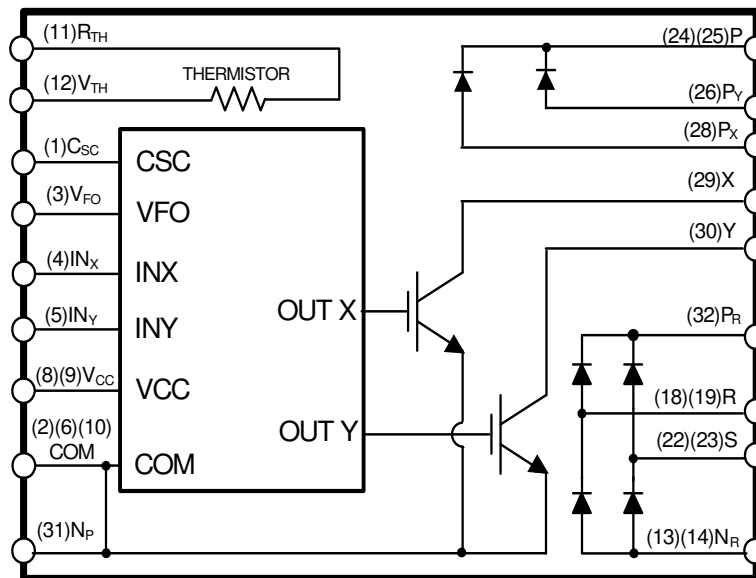 (11)RTH
(12)VTH
THERMISTOR
(1)CSC
(3)VFO
(4)INX
(5)INY
(8)(9)VCC
(2)(6)(10)
COM
(31)NP
CSC
VFO
INX
INY
VCC
COM
OUT X
OUT Y
(24)(25)P
(26)PY
(28)PX
(29)X
(30)Y
(32)PR
(18)(19)R
(22)(23)S
(13)(14)NR